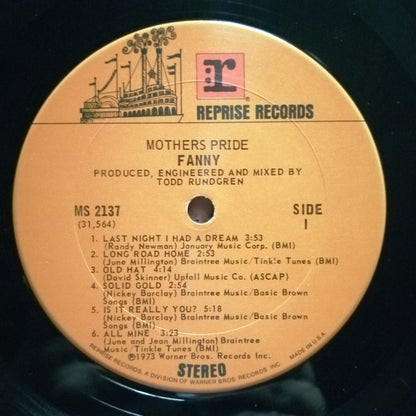 :r
REPRISE RECORDS
MOTHERS PRIDE
FANNY
PRODUCED, ENGINEERED AND MIXED BY
TODD RUNDGREN
MS 2137
(31,564)
SIDE
1
1. LAST NIGHT I HAD A DREAM 3:53
(Randy Newman) January Music Corp. (BMI)
2. LONG ROAD HOME 2:53
(June Millington) Braintree Music/Tinkle Tunes (BMI)
3. OLD HAT 4:14
(David Skinner) Upfall Music Co. (ASCAP)
4. SOLID GOLD 2:54
(Nickey Barclay) Braintree Music/Basic Brown
Songs (BMI)
5. IS IT REALLY YOU? 5:18
(Nickey Barclay) Braintree Music/Basic Brown
Songs (BMI)
6. ALL MINE 3:23
(June and Jean Millington) Braintree
Music/Tinkle Tunes (BMI)
©1973 Warner Bros. Records Inc.
STEREO
REPRISE RECORDS, A DIVISION OF WARNER BROS. RECORDS INC. MADE IN U.S.A.